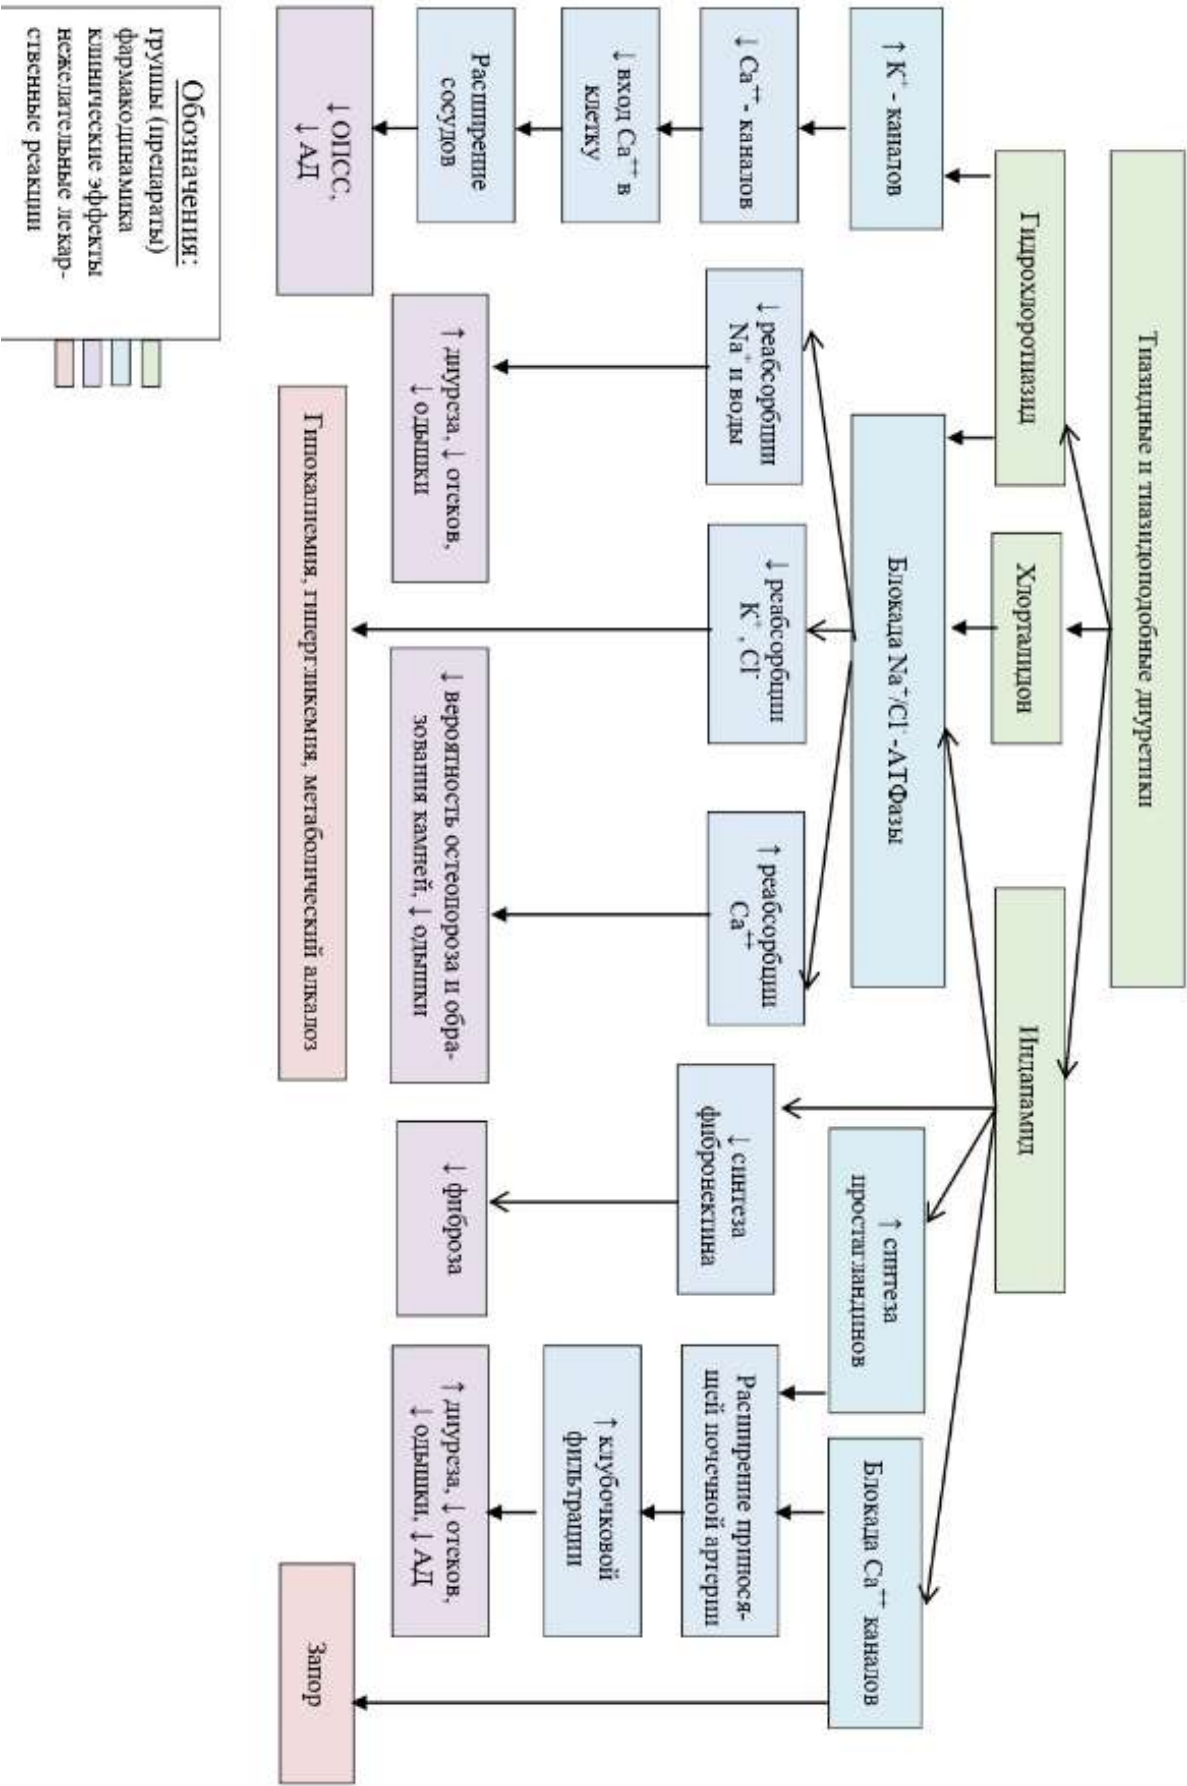 Тиазидные и тиазидоподобные диуретики
Гидрохлоротиазид
Хлорталидон
Индапамид
↑ K⁺ - каналов
Блокада Na⁺/Cl⁻ -АТФазы
↑ синтеза
простагландинов
Блокада Ca⁺⁺ каналов
↓ Ca⁺⁺- каналов
↓ реабсорбции
Na⁺ и воды
↓ реабсорбции
K⁺ , Cl⁻
↑ реабсорбции
Ca⁺⁺
↓ синтеза
фибронектина
Расширение принося-
щей почечной артерии
↓ вход Ca⁺⁺ в
клетку
↑ клубочковой
фильтрации
Расширение
сосудов
↑ диуреза, ↓ отеков,
↓ одышки
↓ вероятность остеопороза и обра-
зования камней, ↓ одышки
↓ фиброза
↑ диуреза, ↓ отеков,
↓ одышки, ↓ АД
↓ ОПСС,
↓ АД
Гипокалиемия, гипергликемия, метаболический алкалоз
Запор
Обозначения:
группы (препараты)
фармакодинамика
клинические эффекты
нежелательные лекар-
ственные реакции